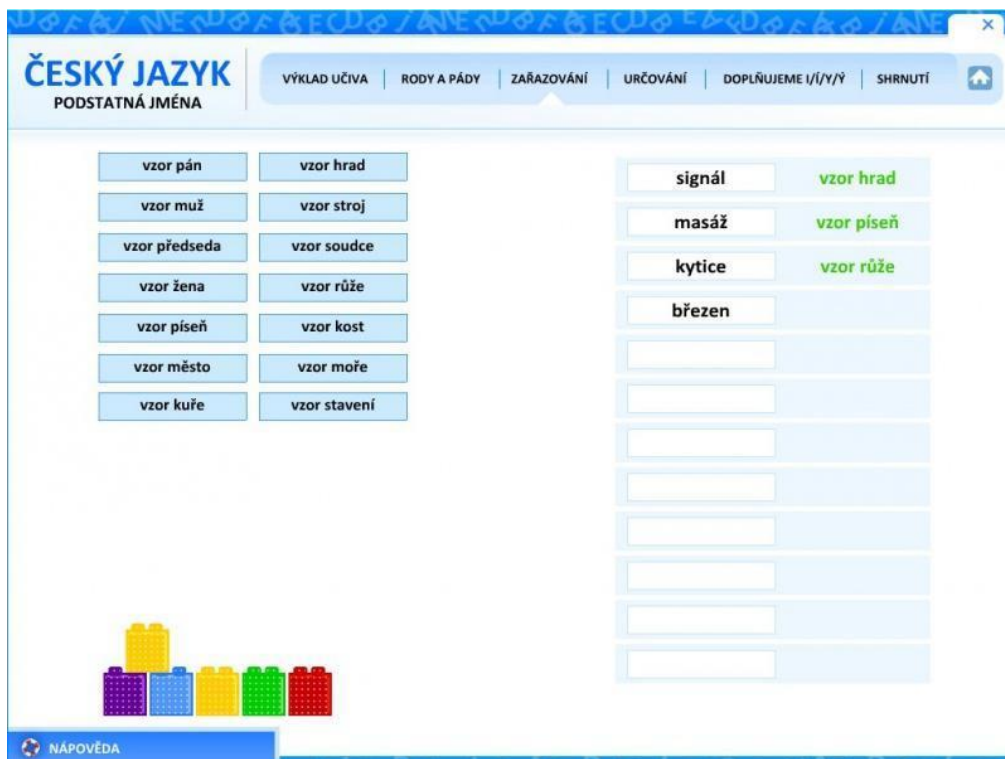 ×
ČESKÝ JAZYK
PODSTATNÁ JMÉNA
VÝKLAD UČIVA | RODY A PÁDY | ZAŘAZOVÁNÍ | URČOVÁNÍ | DOPLŇUJEME I/Í/Y/Ý | SHRNUTÍ
vzor pán vzor hrad
vzor muž vzor stroj
vzor předseda vzor soudce
vzor žena vzor růže
vzor píseň vzor kost
vzor město vzor moře
vzor kuře vzor stavení
signál vzor hrad
masáž vzor píseň
kytice vzor růže
březen
NÁPOVĚDA